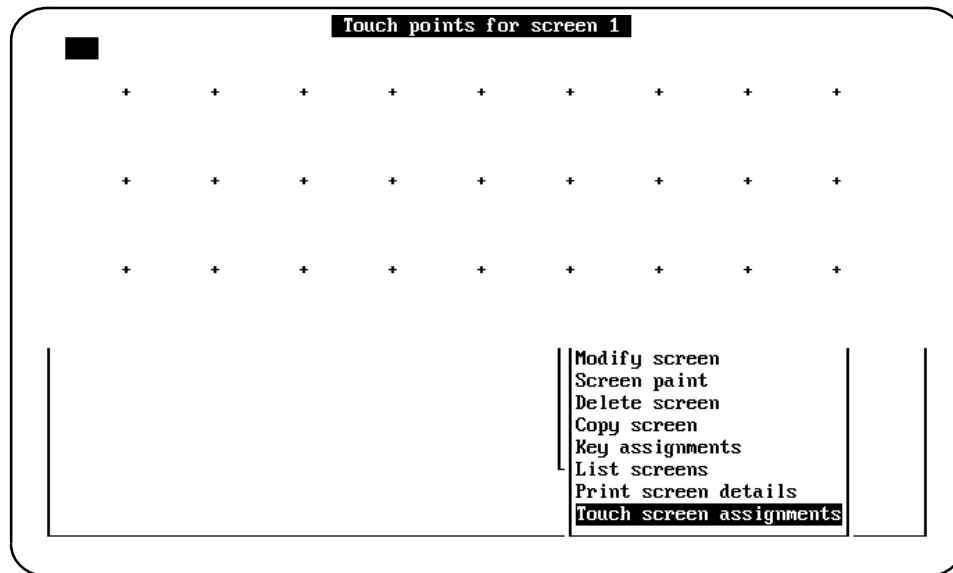 Touch points for screen 1
+ + + + + + + + +
+ + + + + + + + +
+ + + + + + + + +
Modify screen
Screen paint
Delete screen
Copy screen
Key assignments
List screens
Print screen details
Touch screen assignments